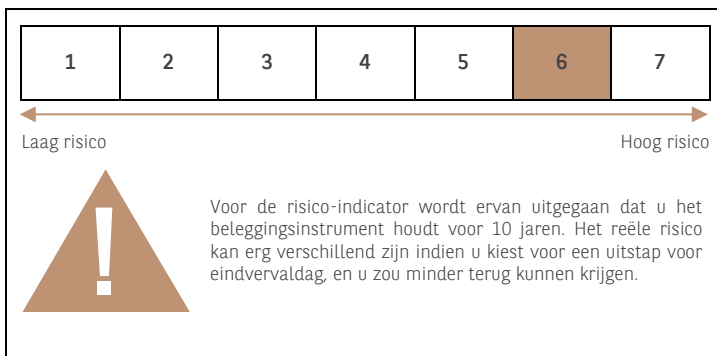 1 2 3 4 5 6 7
Laag risico Hoog risico
!
Voor de risico-indicator wordt ervan uitgegaan dat u het
beleggingsinstrument houdt voor 10 jaren. Het reële risico
kan erg verschillend zijn indien u kiest voor een uitstap voor
eindvervaldag, en u zou minder terug kunnen krijgen.